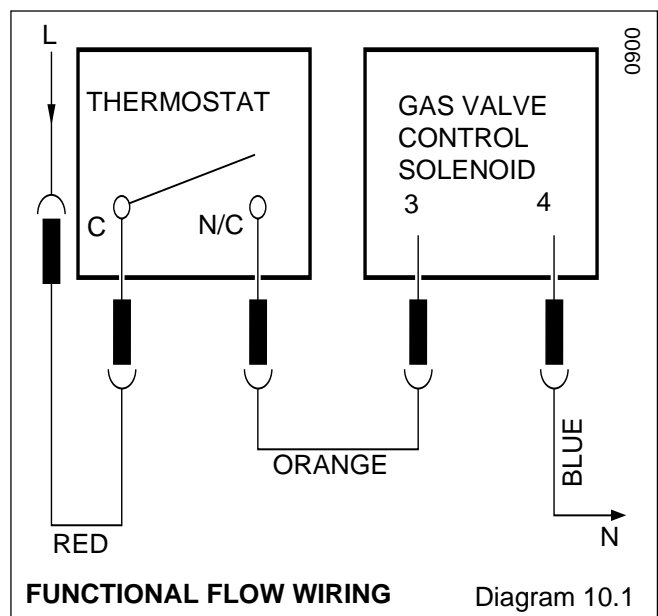 L
0900
THERMOSTAT
GAS VALVE
CONTROL
SOLENOID
3 4
C N/C
ORANGE
BLUE
RED
N
FUNCTIONAL FLOW WIRING Diagram 10.1